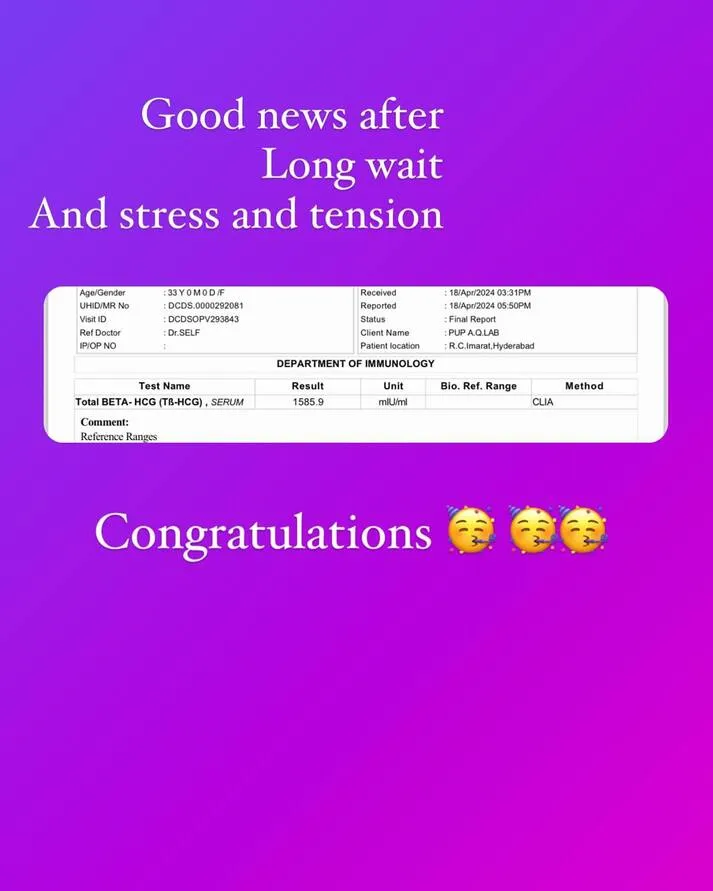 Good news after
Long wait
And stress and tension
Age/Gender : 33 Y 0 M 0 D /F Received : 18/Apr/2024 03:31PM
UHID/MR No : DCDS.0000292081 Reported : 18/Apr/2024 05:50PM
Visit ID : DCDSOPV293843 Status : Final Report
Ref Doctor : Dr.SELF Client Name : PUP A.Q.LAB
IP/OP NO : Patient location : R.C.Imarat,Hyderabad
DEPARTMENT OF IMMUNOLOGY
Test Name Result Unit Bio. Ref. Range Method
Total BETA- HCG (Tß-HCG) , SERUM 1585.9 mIU/ml CLIA
Comment:
Reference Ranges
Congratulations 🥳 🥳🥳